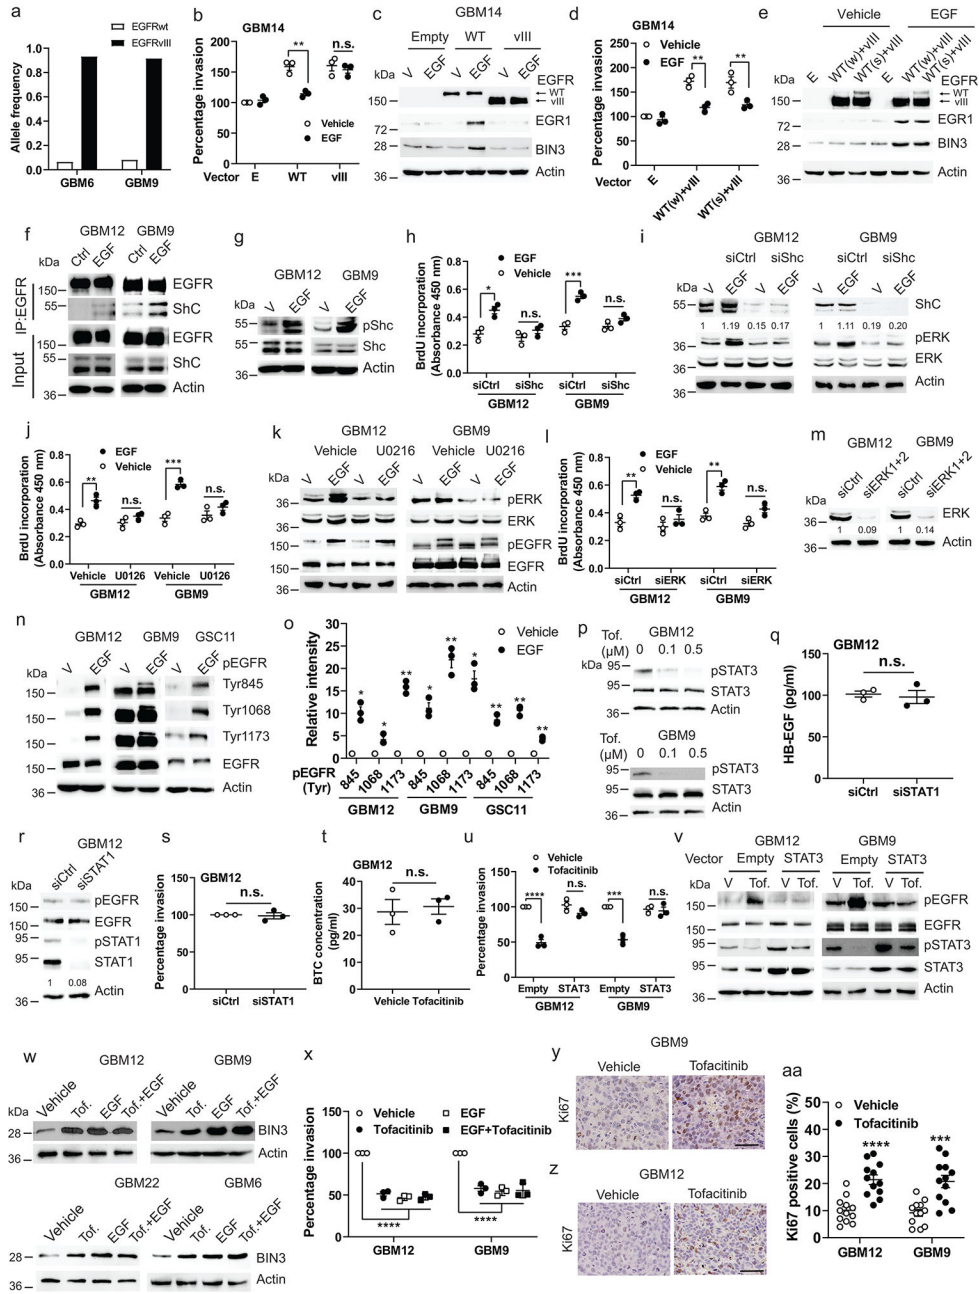 a
EGFRwt
EGFRvIII
Allele frequency
1.0
0.8
0.6
0.4
0.2
0.0
GBM6 GBM9
b
GBM14
Percentage invasion
200
150
100
50
0
**
n.s.
Vehicle
EGF
Vector E WT vIII
c
GBM14
Empty WT vIII
V EGF V EGF V EGF
kDa
EGFR
WT
vIII
150
EGR1
72
BIN3
28
Actin
36
d
GBM14
Vehicle
EGF
Percentage invasion
250
200
150
100
50
0
** **
Vector E WT(w)+vIII WT(s)+vIII
e
Vehicle EGF
E WT(w)+vIII WT(s)+vIII E WT(w)+vIII WT(s)+vIII
kDa
EGFR
WT
vIII
150
EGR1
72
BIN3
28
Actin
36
f
GBM12 GBM9
Ctrl EGF Ctrl EGF
kDa
IP:EGFR
150 EGFR
55 ShC
Input
150 EGFR
55 ShC
36 Actin
g
GBM12 GBM9
V EGF V EGF
kDa
55 pShc
55 Shc
36 Actin
h
EGF
Vehicle
BrdU incorporation
(Absorbance 450 nm)
0.8
0.6
0.4
0.2
0.0
* n.s. *** n.s.
siCtrl siShc siCtrl siShc
GBM12 GBM9
i
GBM12 GBM9
siCtrl siShc siCtrl siShc
V EGF V EGF V EGF V EGF
kDa
55 ShC
1 1.19 0.15 0.17 1 1.11 0.19 0.20
pERK
36
ERK
36
Actin
36
j
EGF
Vehicle
BrdU incorporation
(Absorbance 450 nm)
0.8
0.6
0.4
0.2
0.0
** n.s. *** n.s.
Vehicle U0126 Vehicle U0126
GBM12 GBM9
k
GBM12 GBM9
Vehicle U0216 Vehicle U0216
V EGF V EGF V EGF V EGF
kDa
36 pERK
36 ERK
150 pEGFR
150 EGFR
36 Actin
l
EGF
Vehicle
BrdU incorporation
(Absorbance 450 nm)
0.8
0.6
0.4
0.2
0.0
** n.s. ** n.s.
siCtrl siERK siCtrl siERK
GBM12 GBM9
m
GBM12 GBM9
siCtrl siERK1+2 siCtrl siERK1+2
kDa
ERK
36
1 0.09 1 0.14
36 Actin
n
GBM12 GBM9 GSC11
V EGF V EGF V EGF
pEGFR
kDa
150 Tyr845
150 Tyr1068
150 Tyr1173
150 EGFR
36 Actin
o
Vehicle
EGF
Relative intensity
30
25
20
15
10
5
0
* * ** * ** * ** ** **
pEGFR
(Tyr)
845 1068 1173 845 1068 1173 845 1068 1173
GBM12 GBM9 GSC11
p
Tof.
(µM)
GBM12
0 0.1 0.5
kDa
95 pSTAT3
95 STAT3
36 Actin
Tof.
(µM)
GBM9
0 0.1 0.5
95 pSTAT3
95 STAT3
36 Actin
q
GBM12
HB-EGF (pg/ml)
150
100
50
0
n.s.
siCtrl siSTAT1
r
GBM12
siCtrl siSTAT1
kDa
150 pEGFR
150 EGFR
95 pSTAT1
95 STAT1
1 0.08
36 Actin
s
GBM12
Percentage invasion
150
100
50
0
n.s.
siCtrl siSTAT1
t
GBM12
BTC concentration
(pg/ml)
40
30
20
10
0
n.s.
Vehicle Tofacitinib
u
Vehicle
Tofacitinib
Percentage invasion
150
100
50
0
**** n.s. *** n.s.
Empty STAT3 Empty STAT3
GBM12 GBM9
v
GBM12 GBM9
Vector Empty STAT3 Empty STAT3
V Tof. V Tof. V Tof. V Tof.
kDa
150 pEGFR
150 EGFR
95 pSTAT3
95 STAT3
36 Actin
w
GBM12 GBM9
Vehicle Tof. EGF Tof.+EGF Vehicle Tof. EGF Tof.+EGF
kDa
28 BIN3
36 Actin
GBM22 GBM6
Vehicle Tof. EGF Tof.+EGF Vehicle Tof. EGF Tof.+EGF
28 BIN3
36 Actin
x
Vehicle EGF
Tofacitinib EGF+Tofacitinib
Percentage invasion
150
100
50
0
**** ****
GBM12 GBM9
y
GBM9
Vehicle Tofacitinib
Ki67
z
GBM12
Vehicle Tofacitinib
Ki67
aa
Vehicle
Tofacitinib
Ki67 positive cells (%)
50
40
30
20
10
0
**** ***
GBM12 GBM9